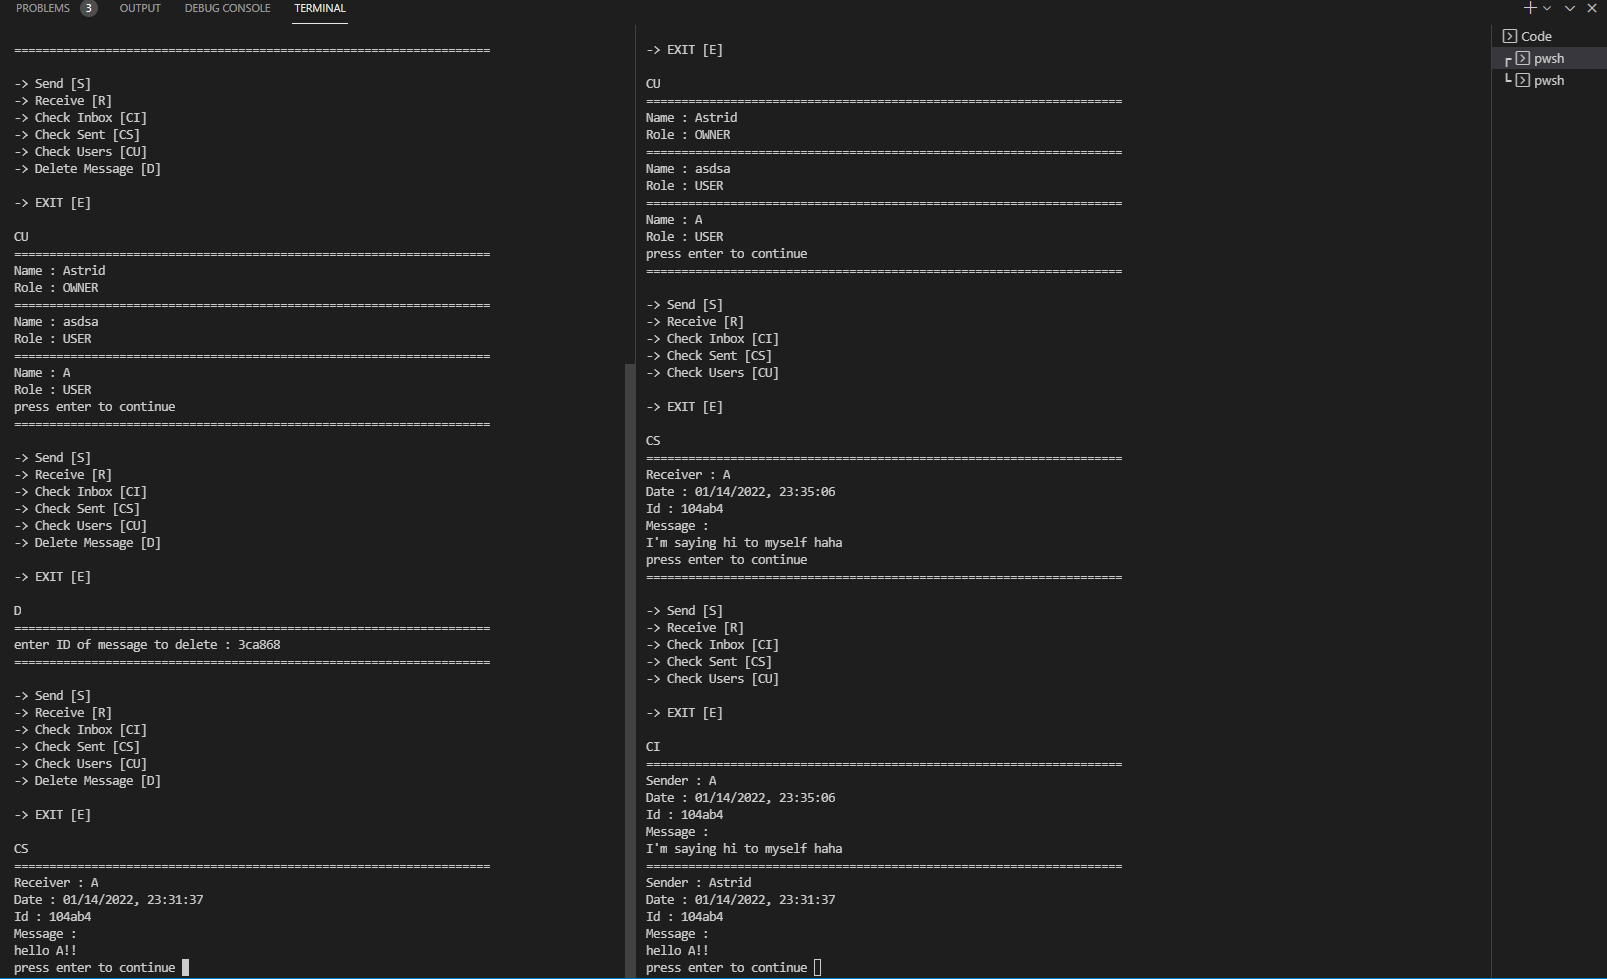 PROBLEMS 3 OUTPUT DEBUG CONSOLE TERMINAL
====================================================================
-> Send [S]
-> Receive [R]
-> Check Inbox [CI]
-> Check Sent [CS]
-> Check Users [CU]
-> Delete Message [D]
-> EXIT [E]
CU
====================================================================
Name : Astrid
Role : OWNER
====================================================================
Name : asdsa
Role : USER
====================================================================
Name : A
Role : USER
press enter to continue
====================================================================
-> Send [S]
-> Receive [R]
-> Check Inbox [CI]
-> Check Sent [CS]
-> Check Users [CU]
-> Delete Message [D]
-> EXIT [E]
D
====================================================================
enter ID of message to delete : 3ca868
====================================================================
-> Send [S]
-> Receive [R]
-> Check Inbox [CI]
-> Check Sent [CS]
-> Check Users [CU]
-> Delete Message [D]
-> EXIT [E]
CS
====================================================================
Receiver : A
Date : 01/14/2022, 23:31:37
Id : 104ab4
Message :
hello A!!
press enter to continue
-> EXIT [E]
CU
====================================================================
Name : Astrid
Role : OWNER
====================================================================
Name : asdsa
Role : USER
====================================================================
Name : A
Role : USER
press enter to continue
====================================================================
-> Send [S]
-> Receive [R]
-> Check Inbox [CI]
-> Check Sent [CS]
-> Check Users [CU]
-> EXIT [E]
CS
====================================================================
Receiver : A
Date : 01/14/2022, 23:35:06
Id : 104ab4
Message :
I'm saying hi to myself haha
press enter to continue
====================================================================
-> Send [S]
-> Receive [R]
-> Check Inbox [CI]
-> Check Sent [CS]
-> Check Users [CU]
-> EXIT [E]
CI
====================================================================
Sender : A
Date : 01/14/2022, 23:35:06
Id : 104ab4
Message :
I'm saying hi to myself haha
====================================================================
Sender : Astrid
Date : 01/14/2022, 23:31:37
Id : 104ab4
Message :
hello A!!
press enter to continue
Code
pwsh
pwsh